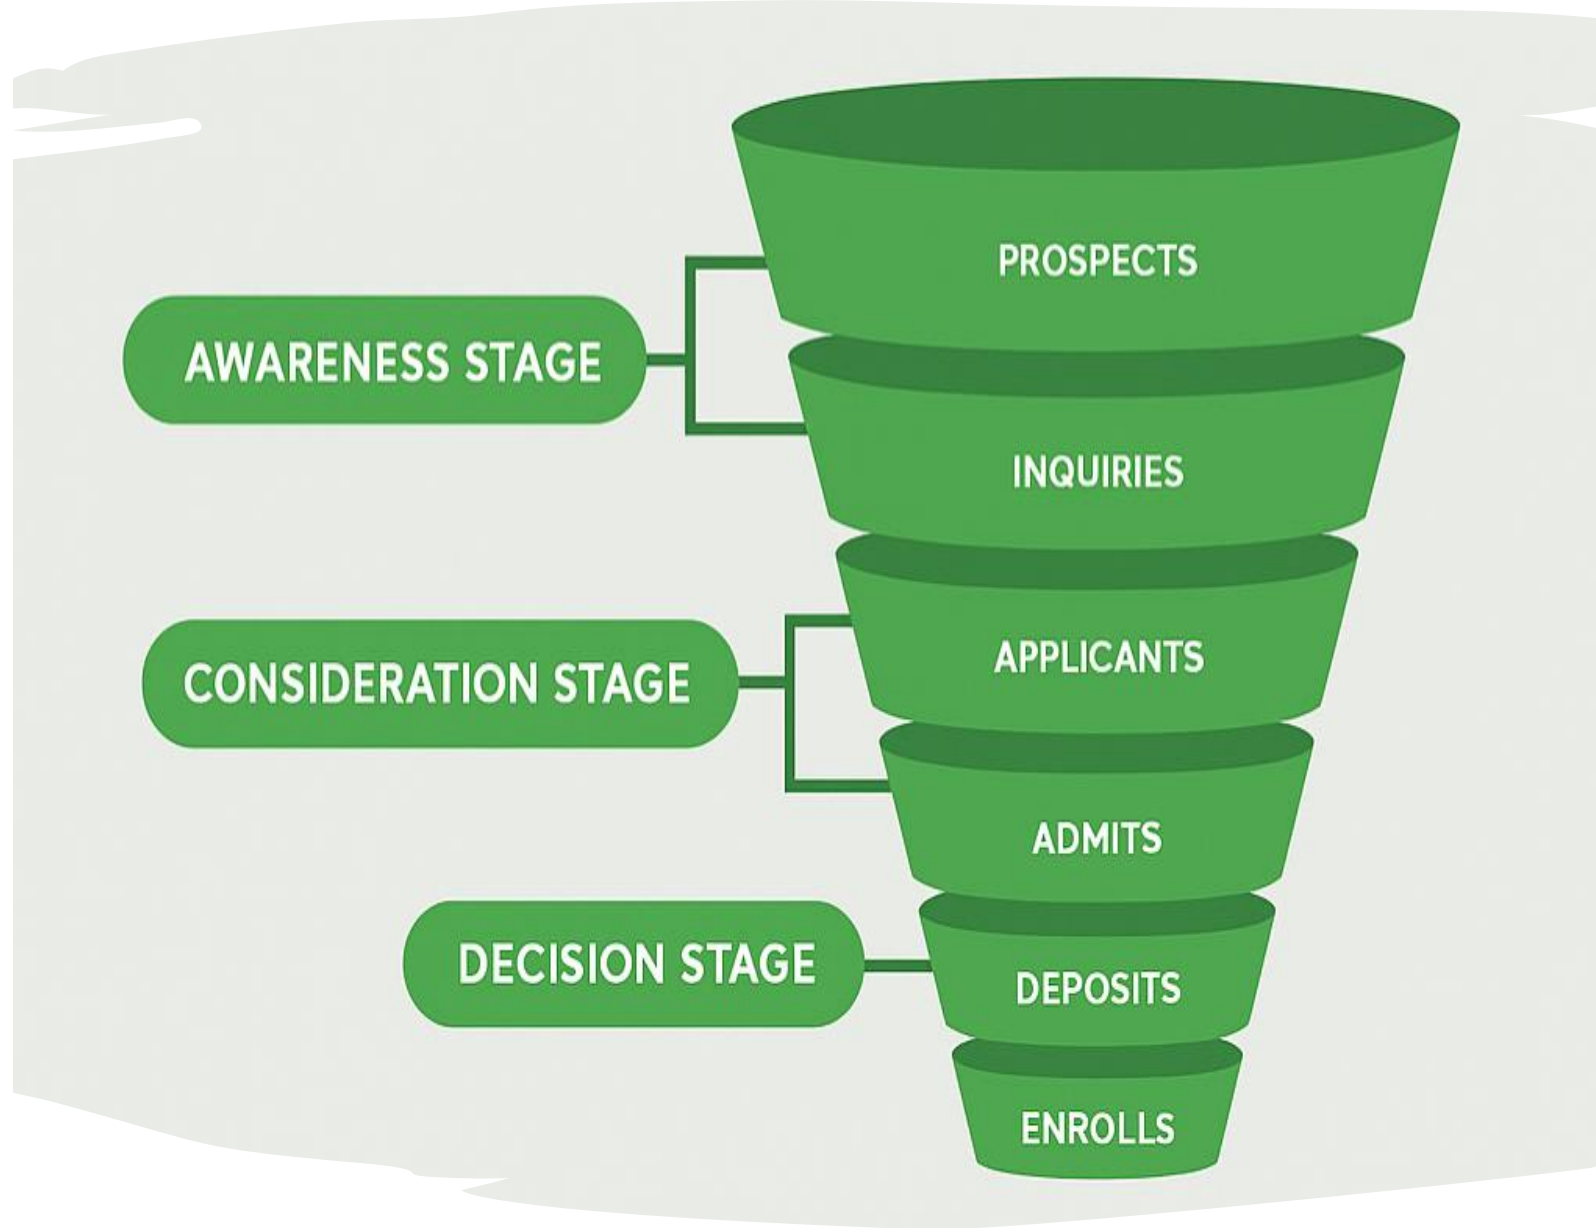 PROSPECTS
AWARENESS STAGE
INQUIRIES
APPLICANTS
CONSIDERATION STAGE
ADMITS
DECISION STAGE
DEPOSITS
ENROLLS